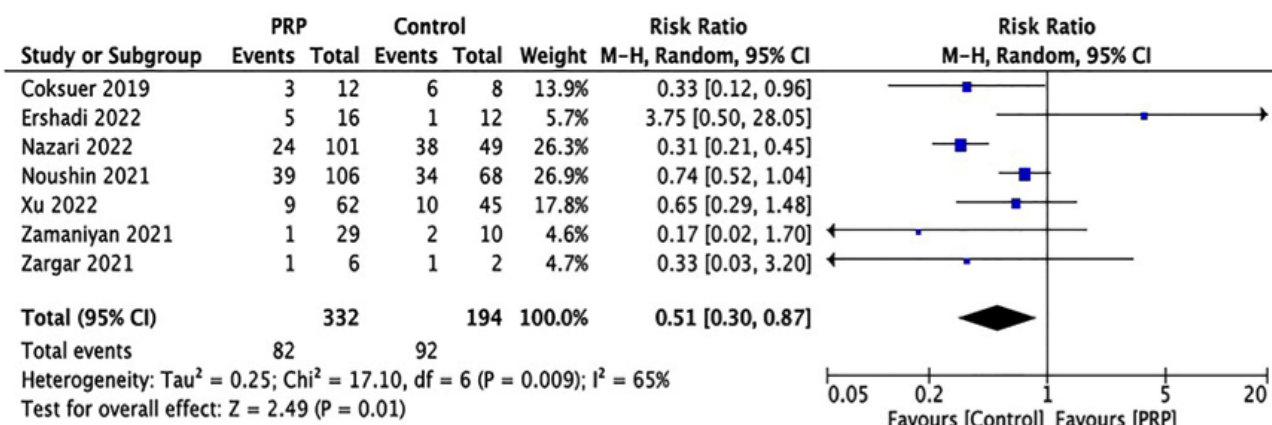 PRP Control Risk Ratio Risk Ratio
Study or Subgroup Events Total Events Total Weight M-H, Random, 95% CI M-H, Random, 95% CI
Coksuer 2019 3 12 6 8 13.9% 0.33 [0.12, 0.96]
Ershadi 2022 5 16 1 12 5.7% 3.75 [0.50, 28.05]
Nazari 2022 24 101 38 49 26.3% 0.31 [0.21, 0.45]
Noushin 2021 39 106 34 68 26.9% 0.74 [0.52, 1.04]
Xu 2022 9 62 10 45 17.8% 0.65 [0.29, 1.48]
Zamaniyan 2021 1 29 2 10 4.6% 0.17 [0.02, 1.70]
Zargar 2021 1 6 1 2 4.7% 0.33 [0.03, 3.20]
Total (95% CI) 332 194 100.0% 0.51 [0.30, 0.87]
Total events 82 92
Heterogeneity: Tau² = 0.25; Chi² = 17.10, df = 6 (P = 0.009); I² = 65%
Test for overall effect: Z = 2.49 (P = 0.01)
0.05 0.2 1 5 20
Favours [Control] Favours [PRP]